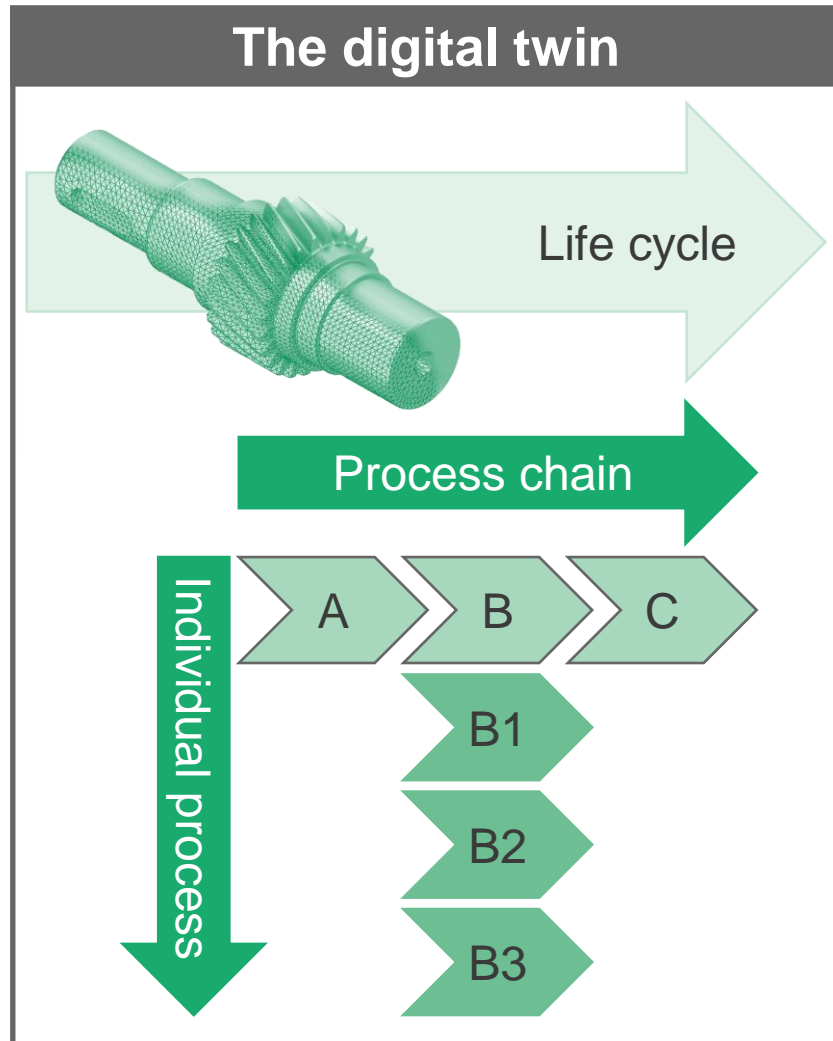 The digital twin
Life cycle
Process chain
Individual process
A
B
C
B1
B2
B3